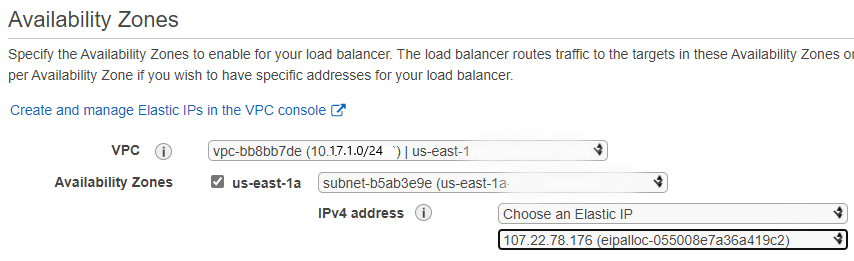 Availability Zones
Specify the Availability Zones to enable for your load balancer. The load balancer routes traffic to the targets in these Availability Zones
per Availability Zone if you wish to have specific addresses for your load balancer.
Create and manage Elastic IPs in the VPC console
VPC i vpc-bb8bb7de (10.17.1.0/24 ) | us-east-1
Availability Zones us-east-1a subnet-b5ab3e9e (us-east-1a
IPv4 address i Choose an Elastic IP
107.22.78.176 (eipalloc-055008e7a36a419c2)